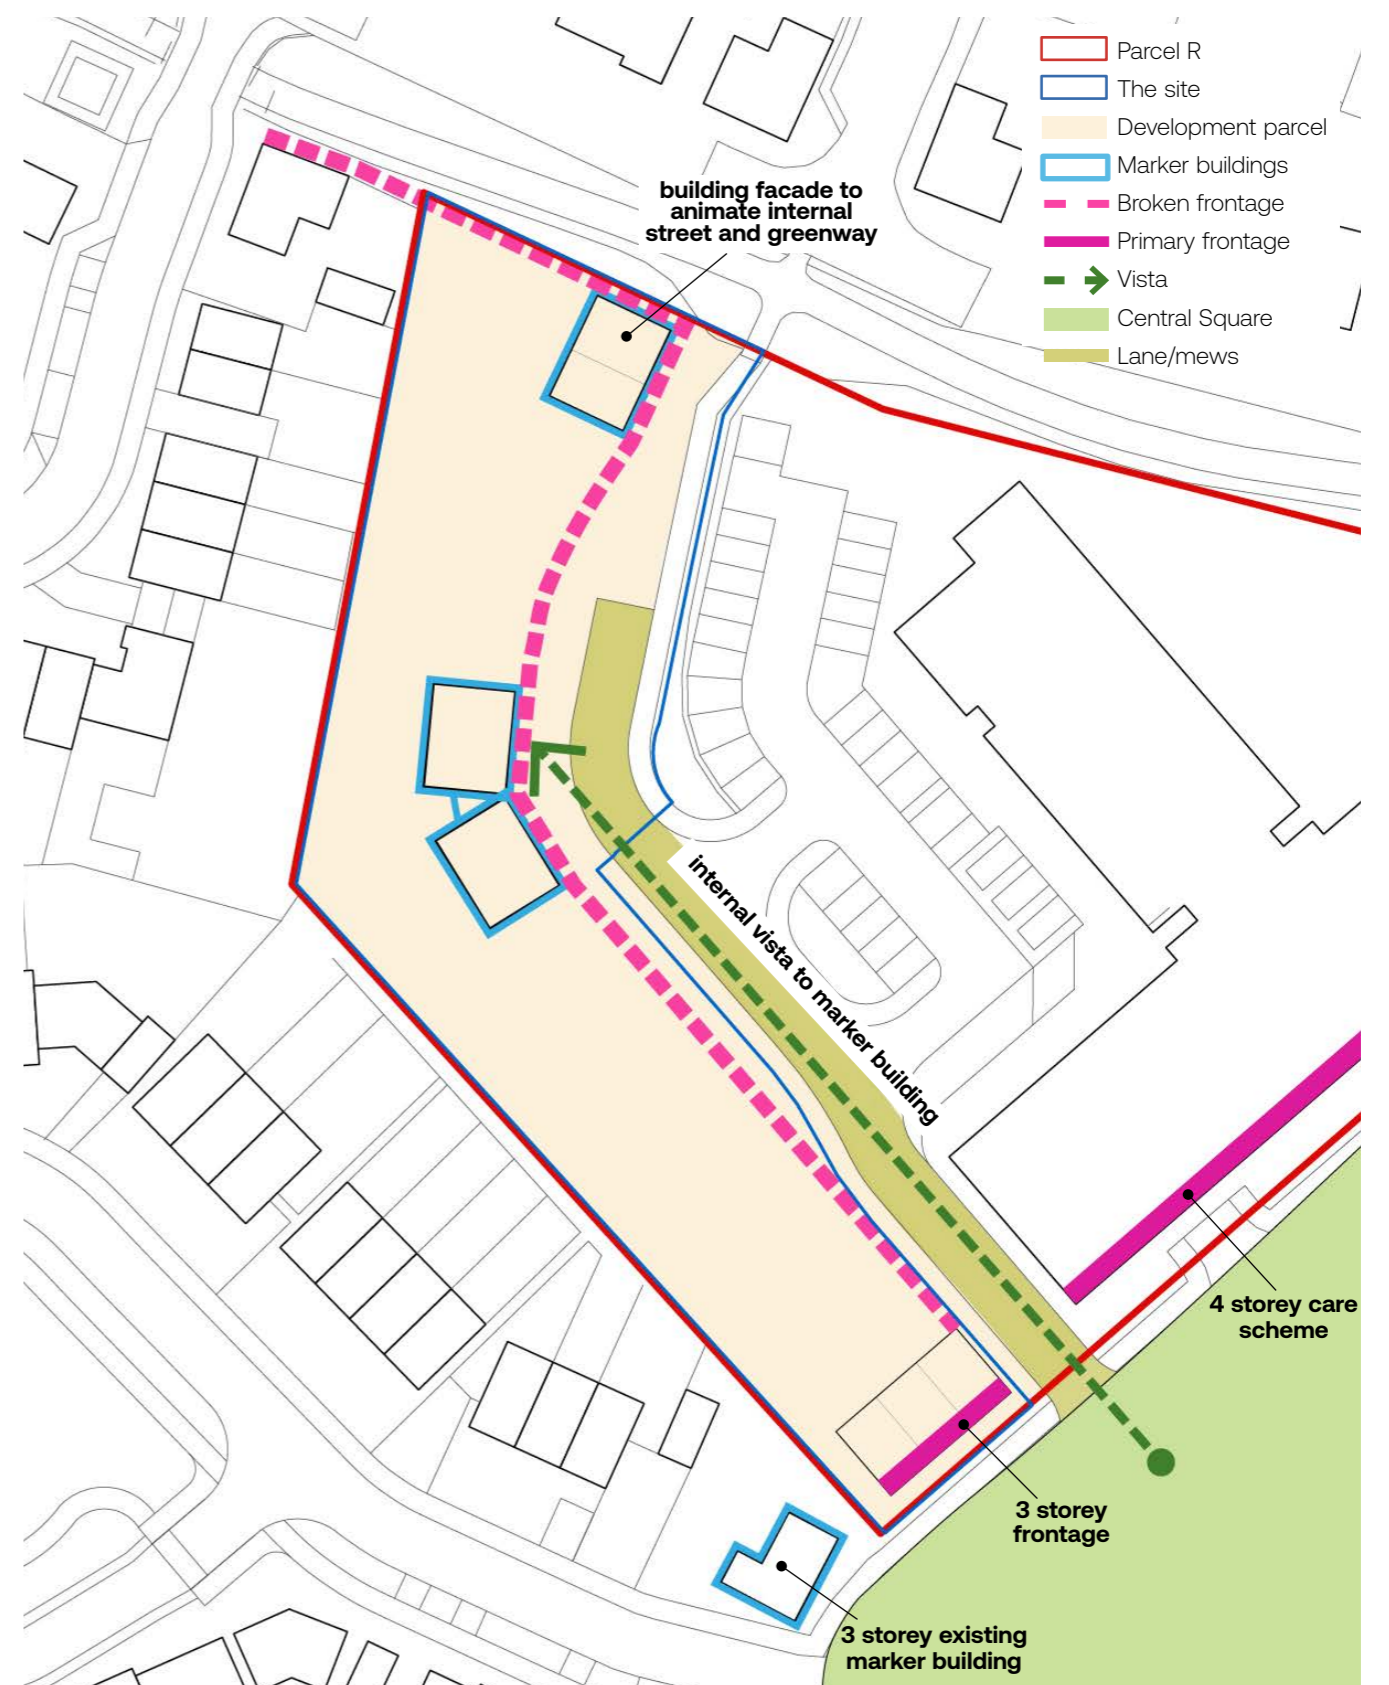 Parcel R
The site
Development parcel
Marker buildings
Broken frontage
Primary frontage
Vista
Central Square
Lane/mews
building facade to
animate internal
street and greenway
internal vista to marker building
4 storey care
scheme
3 storey
frontage
3 storey existing
marker building